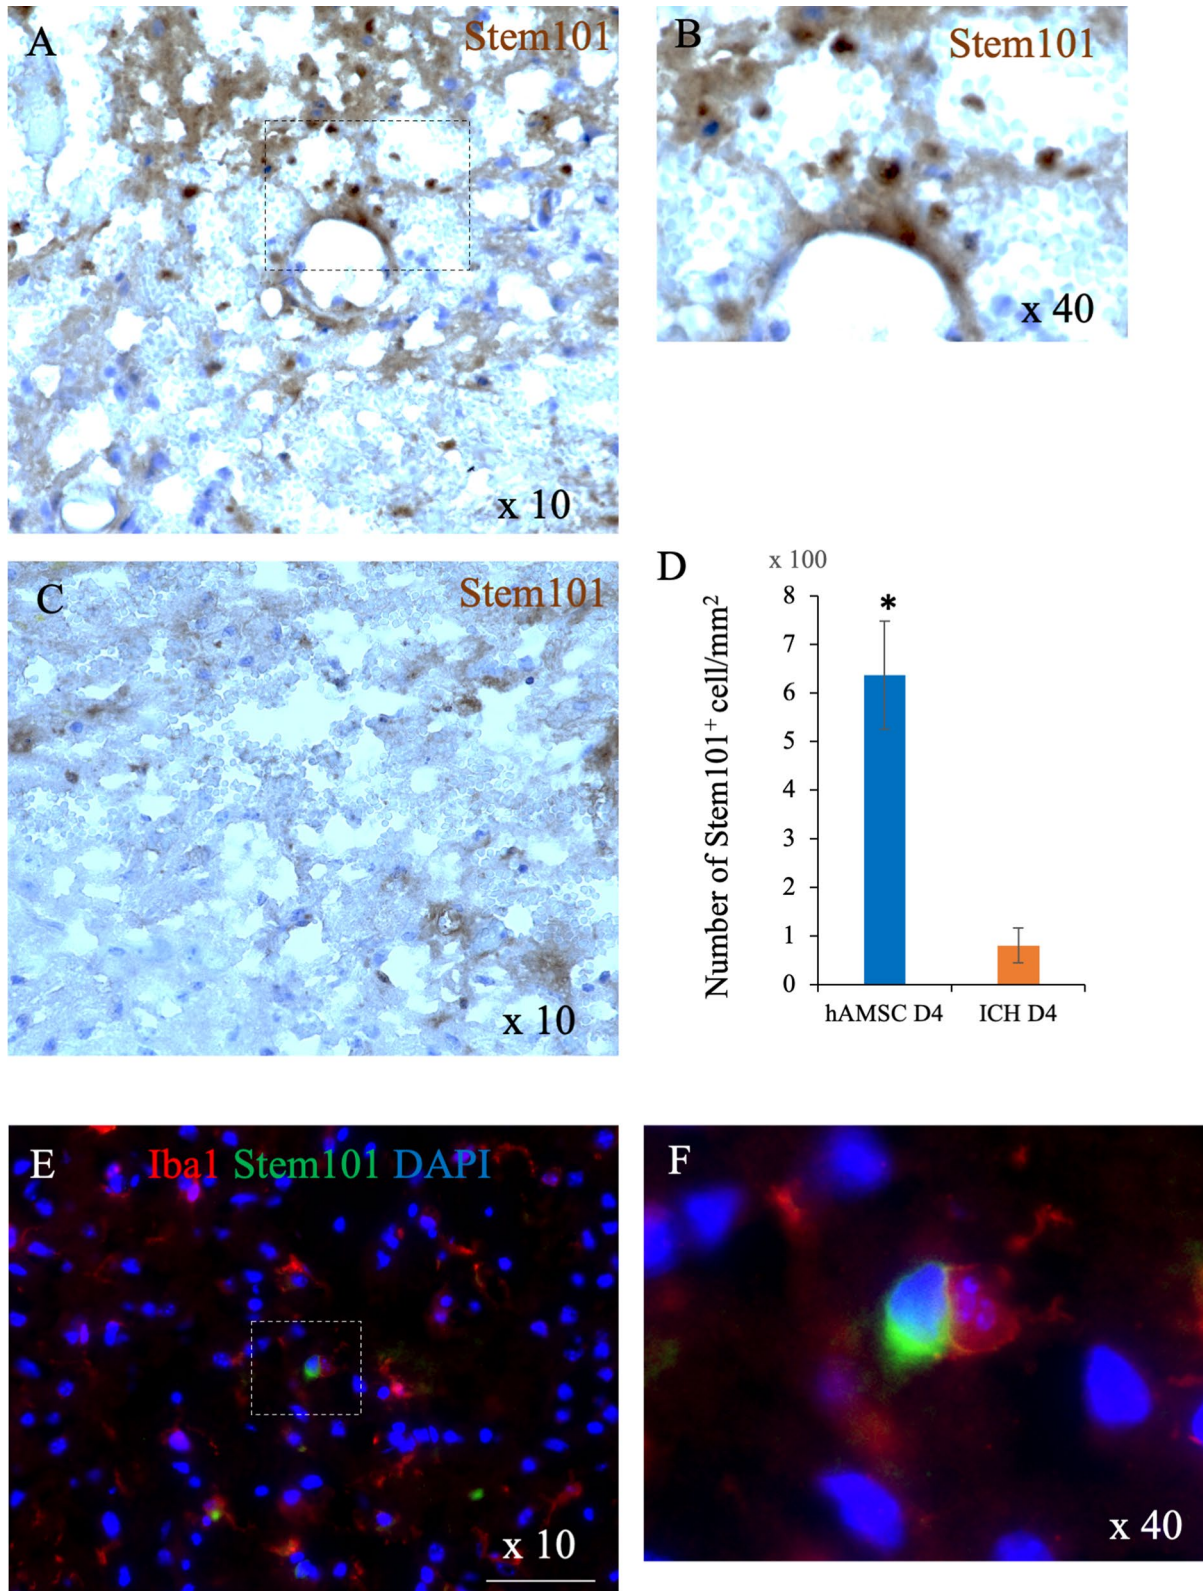 A
Stem101
x 10
B
Stem101
x 40
C
Stem101
x 10
D
x 100
Number of Stem101⁺ cell/mm²
8
7
6
5
4
3
2
1
0
*
hAMSC D4
ICH D4
E
Iba1 Stem101 DAPI
x 10
F
x 40